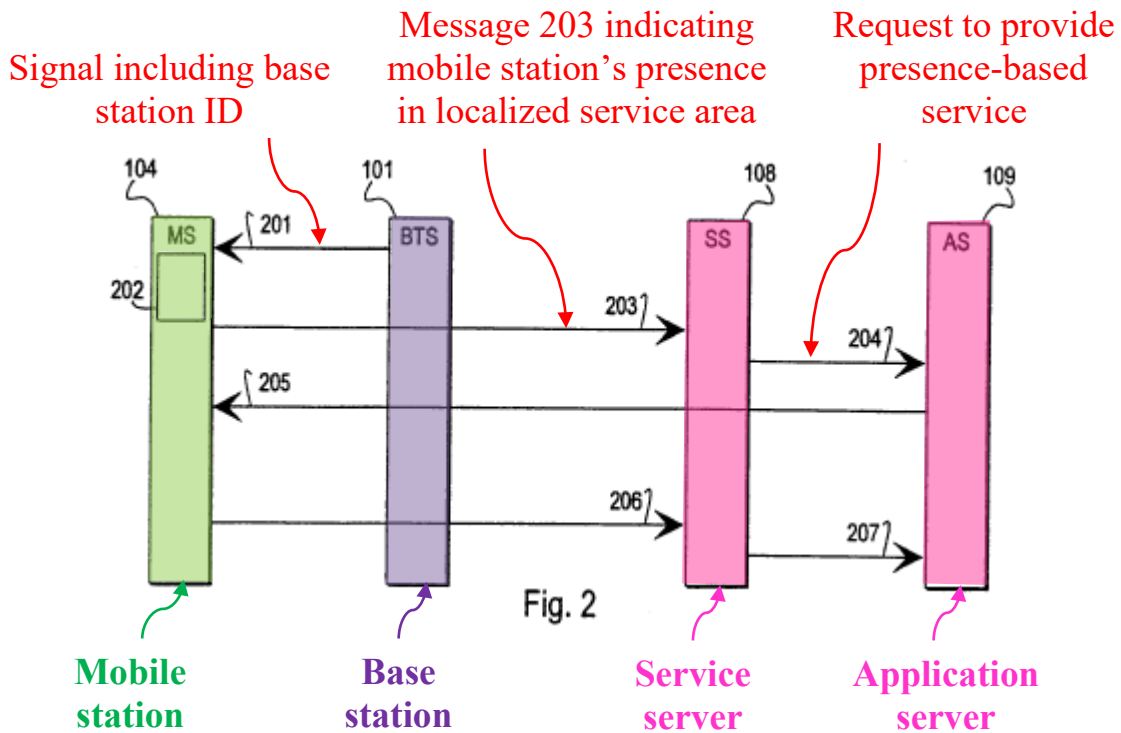 Signal including base
station ID
Message 203 indicating
mobile station’s presence
in localized service area
Request to provide
presence-based
service
104
101
108
109
MS
201
BTS
SS
AS
202
203
204
205
206
207
Fig. 2
Mobile
station
Base
station
Service
server
Application
server